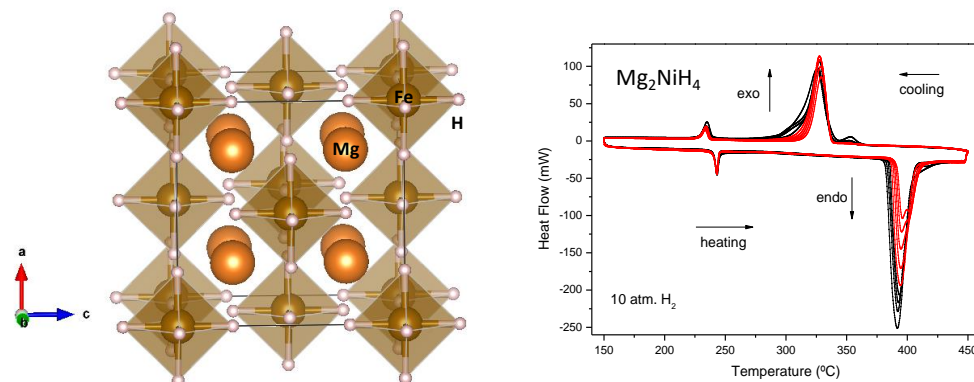 Fe
H
Mg
a
b
c
Mg2NiH4
exo
cooling
endo
heating
10 atm. H2
Heat Flow (mW)
100
50
0
-50
-100
-150
-200
-250
150
200
250
300
350
400
450
Temperature (ºC)